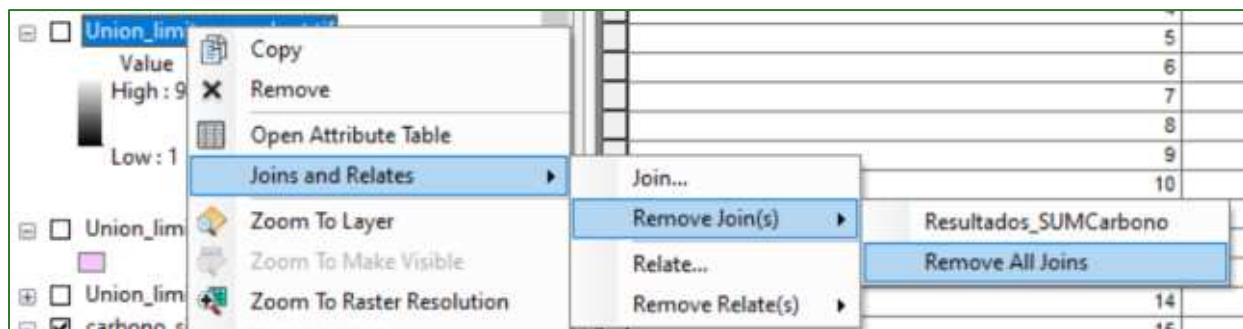 Union_lim
Value
High : 9
Low : 1
Union_lim
Union_lim
Copy
Remove
Open Attribute Table
Joins and Relates
Zoom To Layer
Zoom To Make Visible
Zoom To Raster Resolution
Join...
Remove Join(s)
Relate...
Remove Relate(s)
Resultados_SUMCarbono
Remove All Joins
5
6
7
8
9
10
14